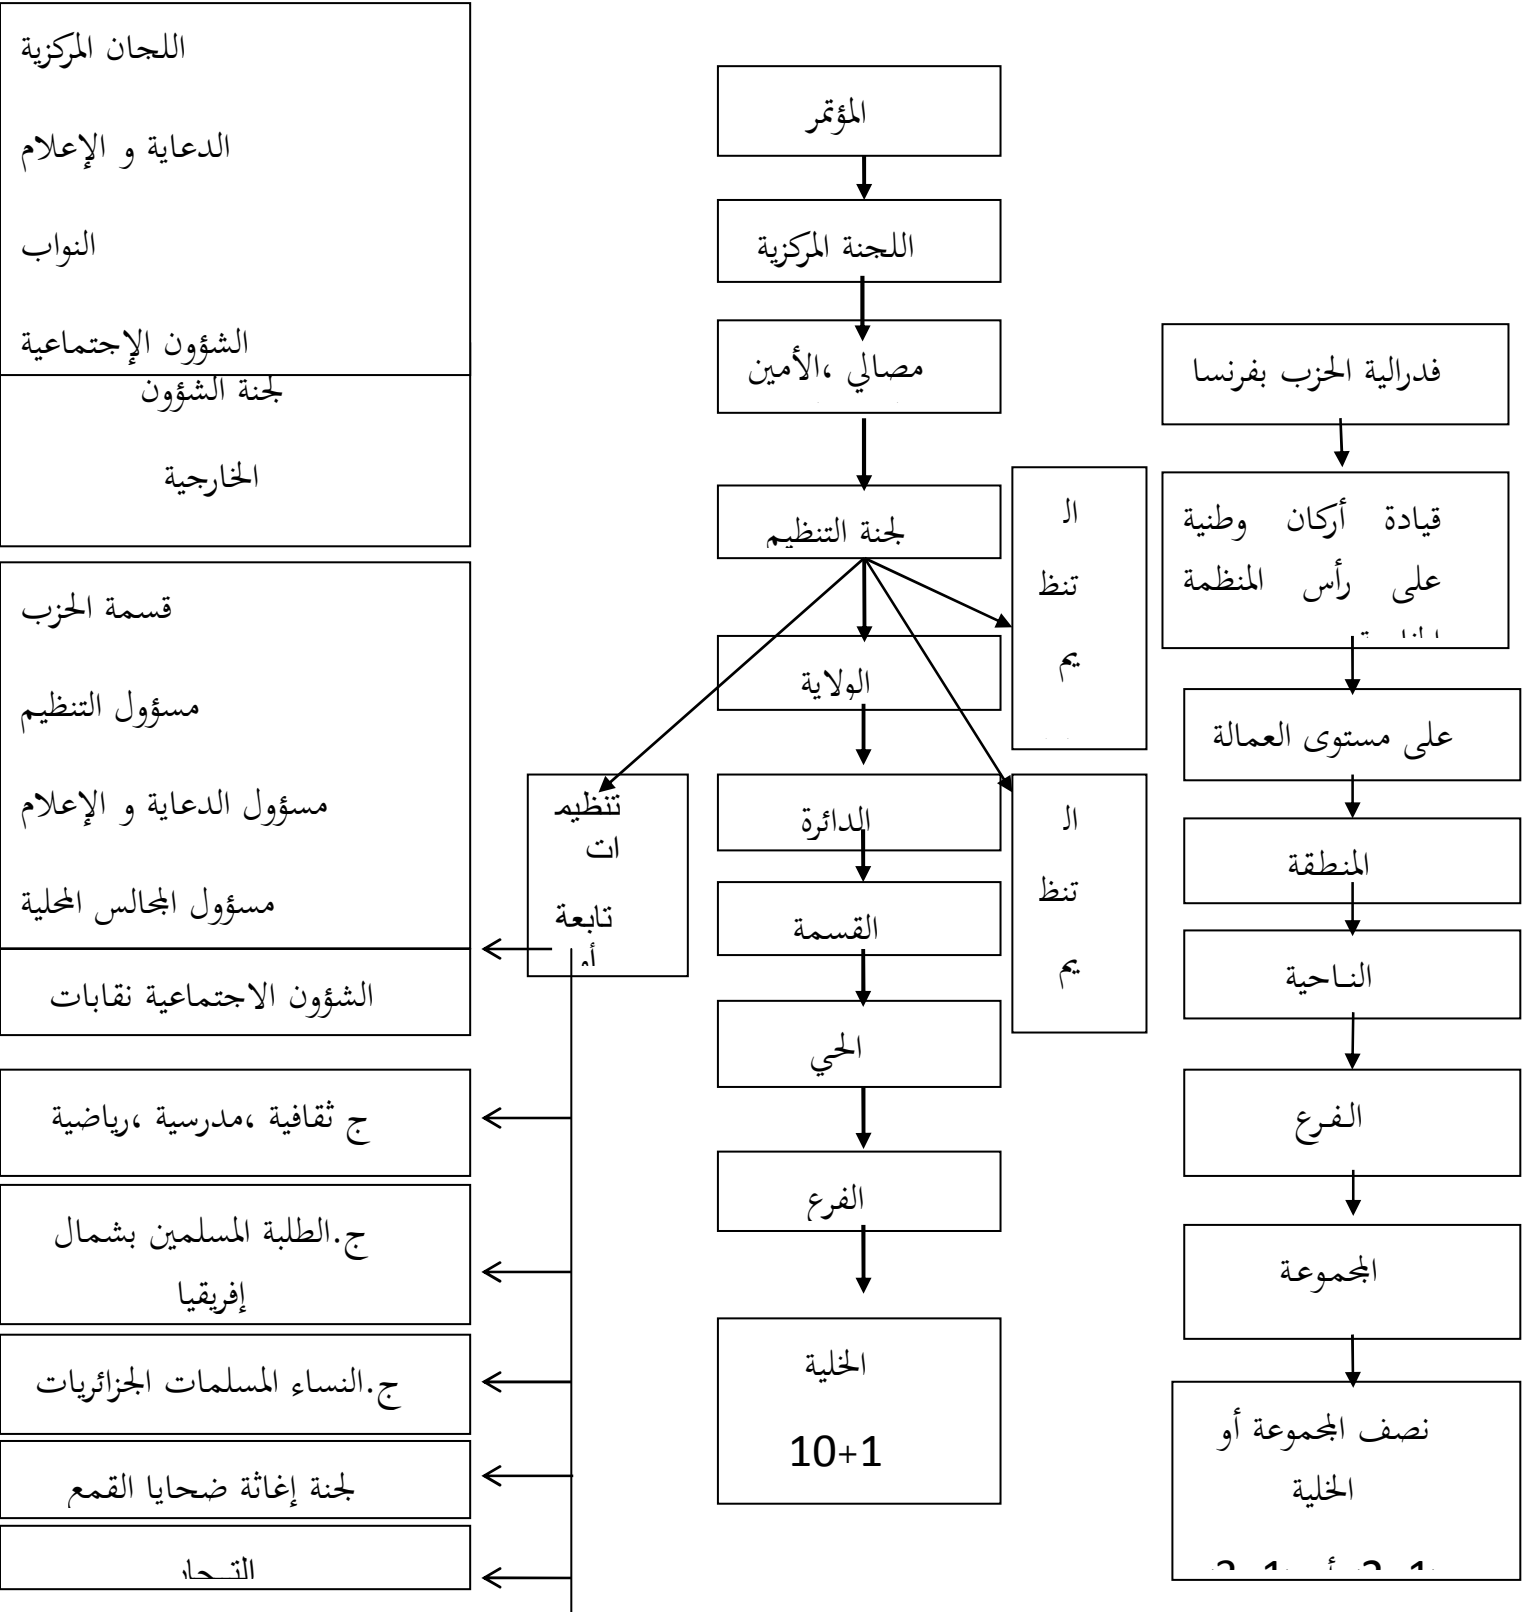 اللجان المركزية
الدعاية و الإعلام
النواب
الشؤون الإجتماعية
لجنة الشؤون
الخارجية
قسمة الحزب
مسؤول التنظيم
مسؤول الدعاية و الإعلام
مسؤول المجالس المحلية
الشؤون الاجتماعية نقابات
ج ثقافية ،مدرسية ،رياضية
ج.الطلبة المسلمين بشمال
إفريقيا
ج.النساء المسلمات الجزائريات
لجنة إغاثة ضحايا القمع
التـجار
المؤتمر
اللجنة المركزية
مصالي ،الأمين
لجنة التنظيم
الولاية
الدائرة
القسمة
الحي
الفرع
الخلية
10+1
تنظيم
ات
تابعة
أو
الـ
تنظ
يم
الـ
تنظ
يم
فدرالية الحزب بفرنسا
قيادة أركان وطنية
على رأس المنظمة
على مستوى العمالة
المنطقة
الناحية
الفرع
المجموعة
نصف المجموعة أو
الخلية